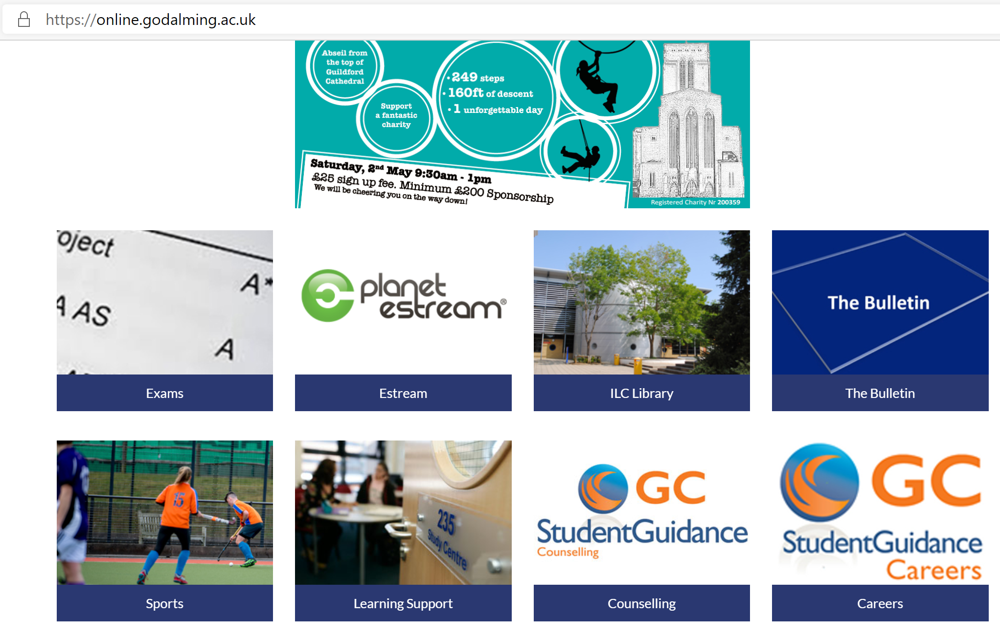 https://online.godalming.ac.uk
Abseil from
the top of
Guildford
Cathedral
Support
a fantastic
charity
• 249 steps
• 160ft of descent
• 1 unforgettable day
Saturday, 2nd May 9:30am - 1pm
£25 sign up fee. Minimum £200 Sponsorship
We will be cheering you on the way down!
Registered Charity Nr 200359
oject
A*
A AS
A
planet
estream®
The Bulletin
Exams
Estream
ILC Library
The Bulletin
15
235
Study Centre
GC
StudentGuidance
Counselling
GC
StudentGuidance
Careers
Sports
Learning Support
Counselling
Careers